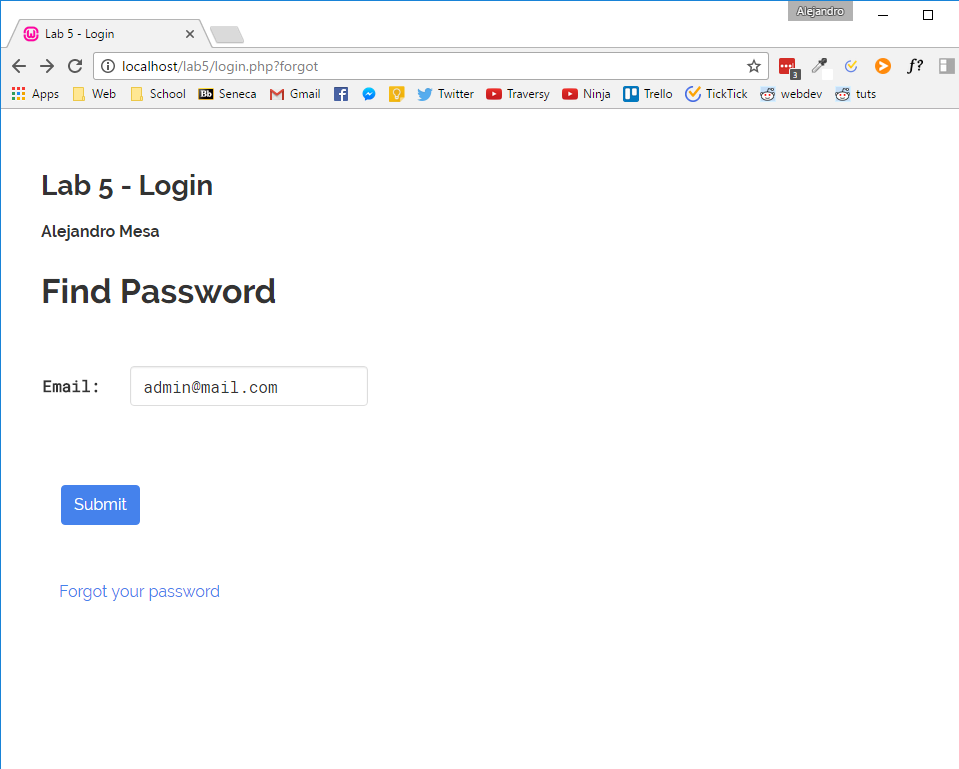 Alejandro
Lab 5 - Login
localhost/lab5/login.php?forgot
3
f?
Apps Web School Bb Seneca Gmail Twitter Traversy Ninja Trello TickTick webdev tuts
Lab 5 - Login
Alejandro Mesa
Find Password
Email: admin@mail.com
Submit
Forgot your password